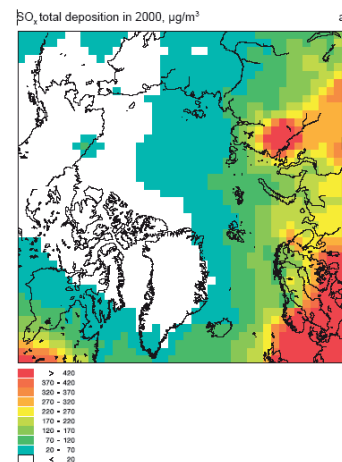 SOx total deposition in 2000, µg/m³
a
> 420
370 - 420
320 - 370
270 - 320
220 - 270
170 - 220
120 - 170
70 - 120
20 - 70
< 20